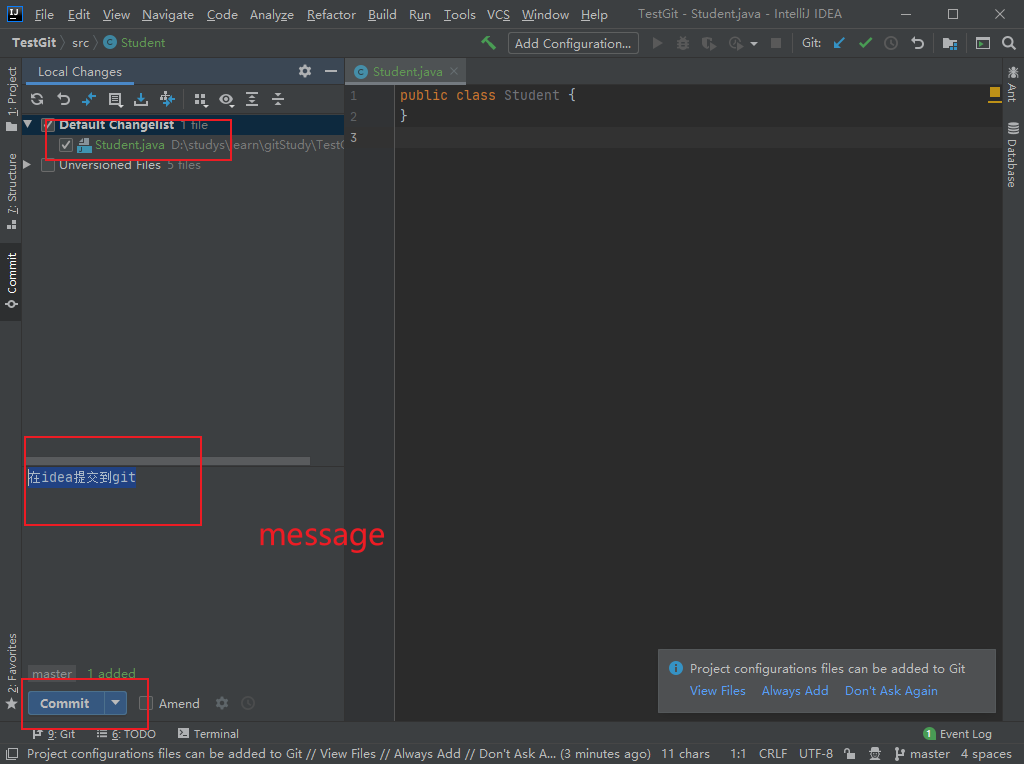 File Edit View Navigate Code Analyze Refactor Build Run Tools VCS Window Help TestGit - Student.java - IntelliJ IDEA
TestGit src Student Add Configuration... Git:
Local Changes
Student.java
1: Project
7: Structure
Commit
2: Favorites
Default Changelist 1 file
Student.java D:\studys\learn\gitStudy\TestG
Unversioned Files 5 files
1 public class Student {
2 }
3
Ant
Database
在idea提交到git
message
master 1 added
Commit Amend
Project configurations files can be added to Git
View Files Always Add Don't Ask Again
9: Git 6: TODO Terminal 1 Event Log
Project configurations files can be added to Git // View Files // Always Add // Don't Ask A... (3 minutes ago) 11 chars 1:1 CRLF UTF-8 master 4 spaces